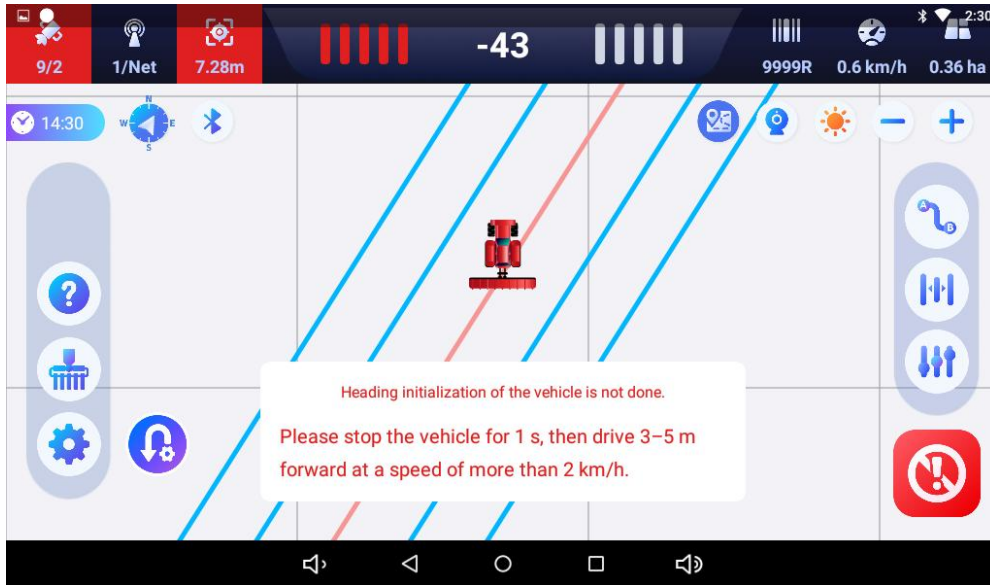 2:30
9/2
1/Net
7.28m
-43
9999R
0.6 km/h
0.36 ha
14:30
N
W
E
S
A
B
Heading initialization of the vehicle is not done.
Please stop the vehicle for 1 s, then drive 3–5 m
forward at a speed of more than 2 km/h.